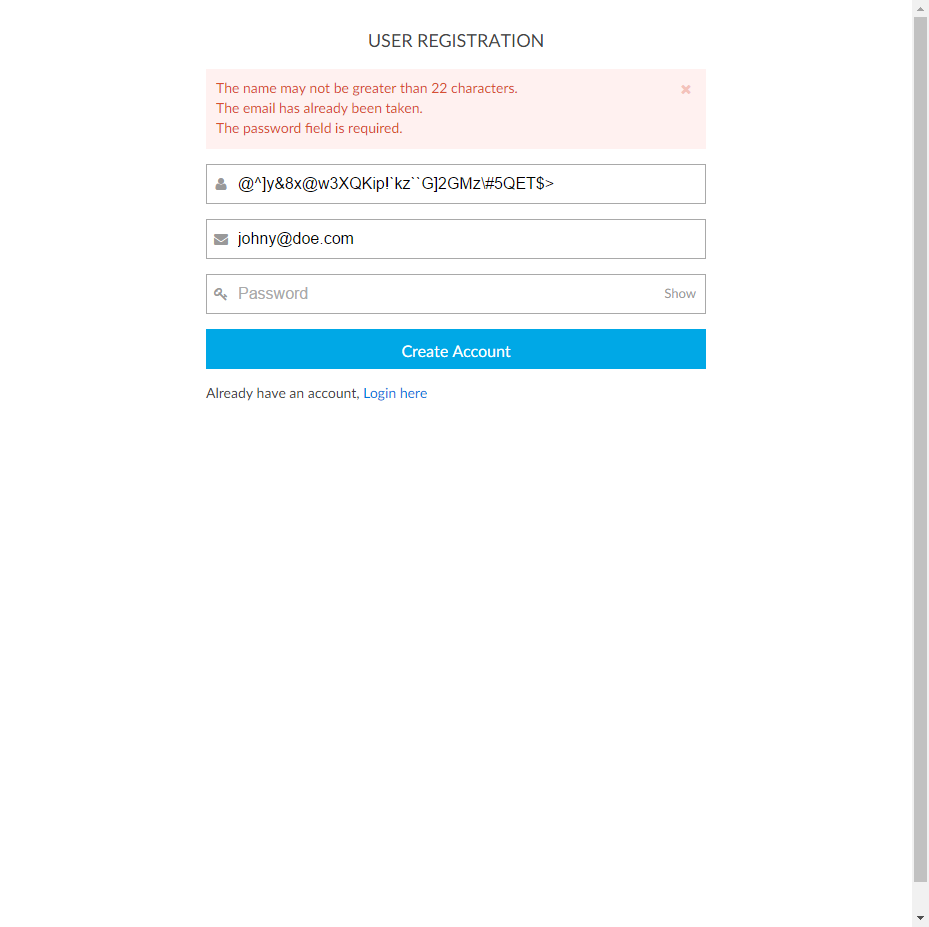 USER REGISTRATION
The name may not be greater than 22 characters.
The email has already been taken.
The password field is required.
@^]y&8x@w3XQKip!`kz``G]2GMz\#5QET$>
johny@doe.com
Password Show
Create Account
Already have an account, Login here